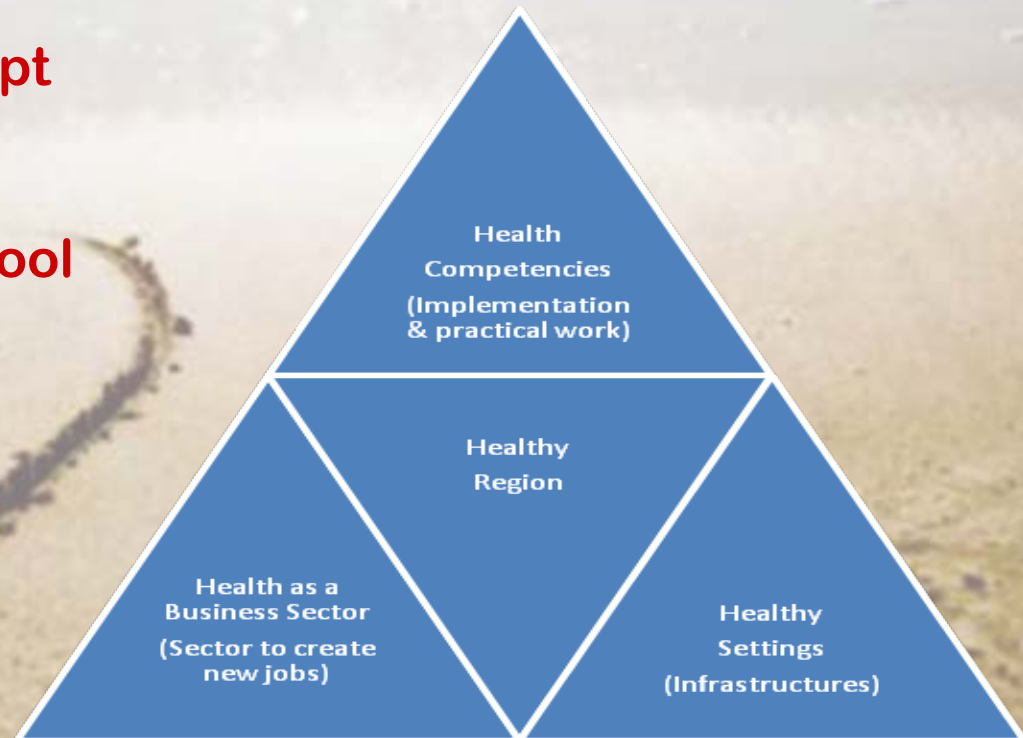 pt
ool
Health
Competencies
(Implementation
& practical work)
Healthy
Region
Health as a
Business Sector
(Sector to create
new jobs)
Healthy
Settings
(Infrastructures)